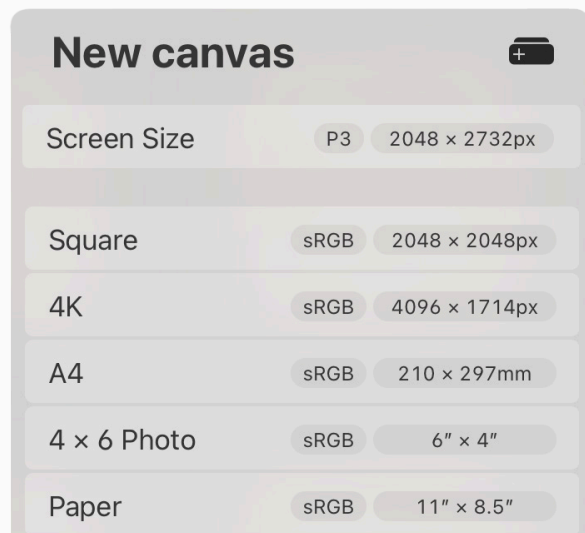 New canvas
Screen Size P3 2048 × 2732px
Square sRGB 2048 × 2048px
4K sRGB 4096 × 1714px
A4 sRGB 210 × 297mm
4 × 6 Photo sRGB 6″ × 4″
Paper sRGB 11″ × 8.5″